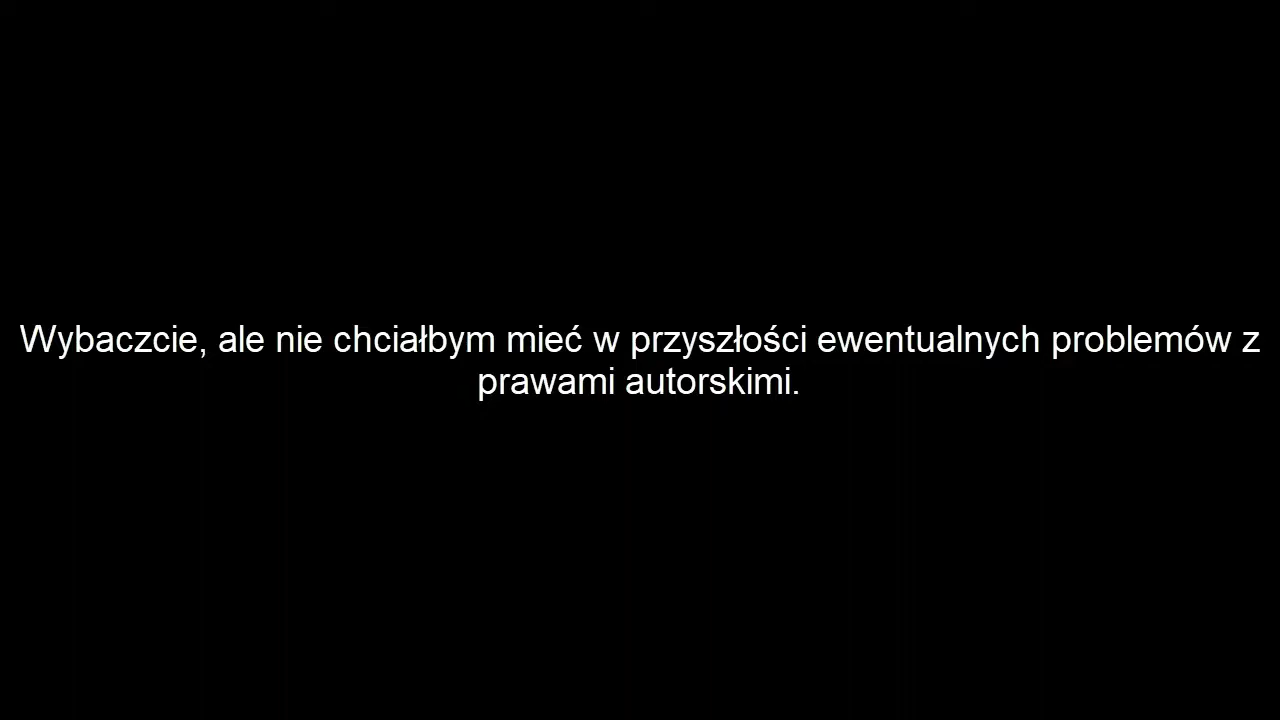 Wybaczcie, ale nie chciałbym mieć w przyszłości ewentualnych problemów z
prawami autorskimi.